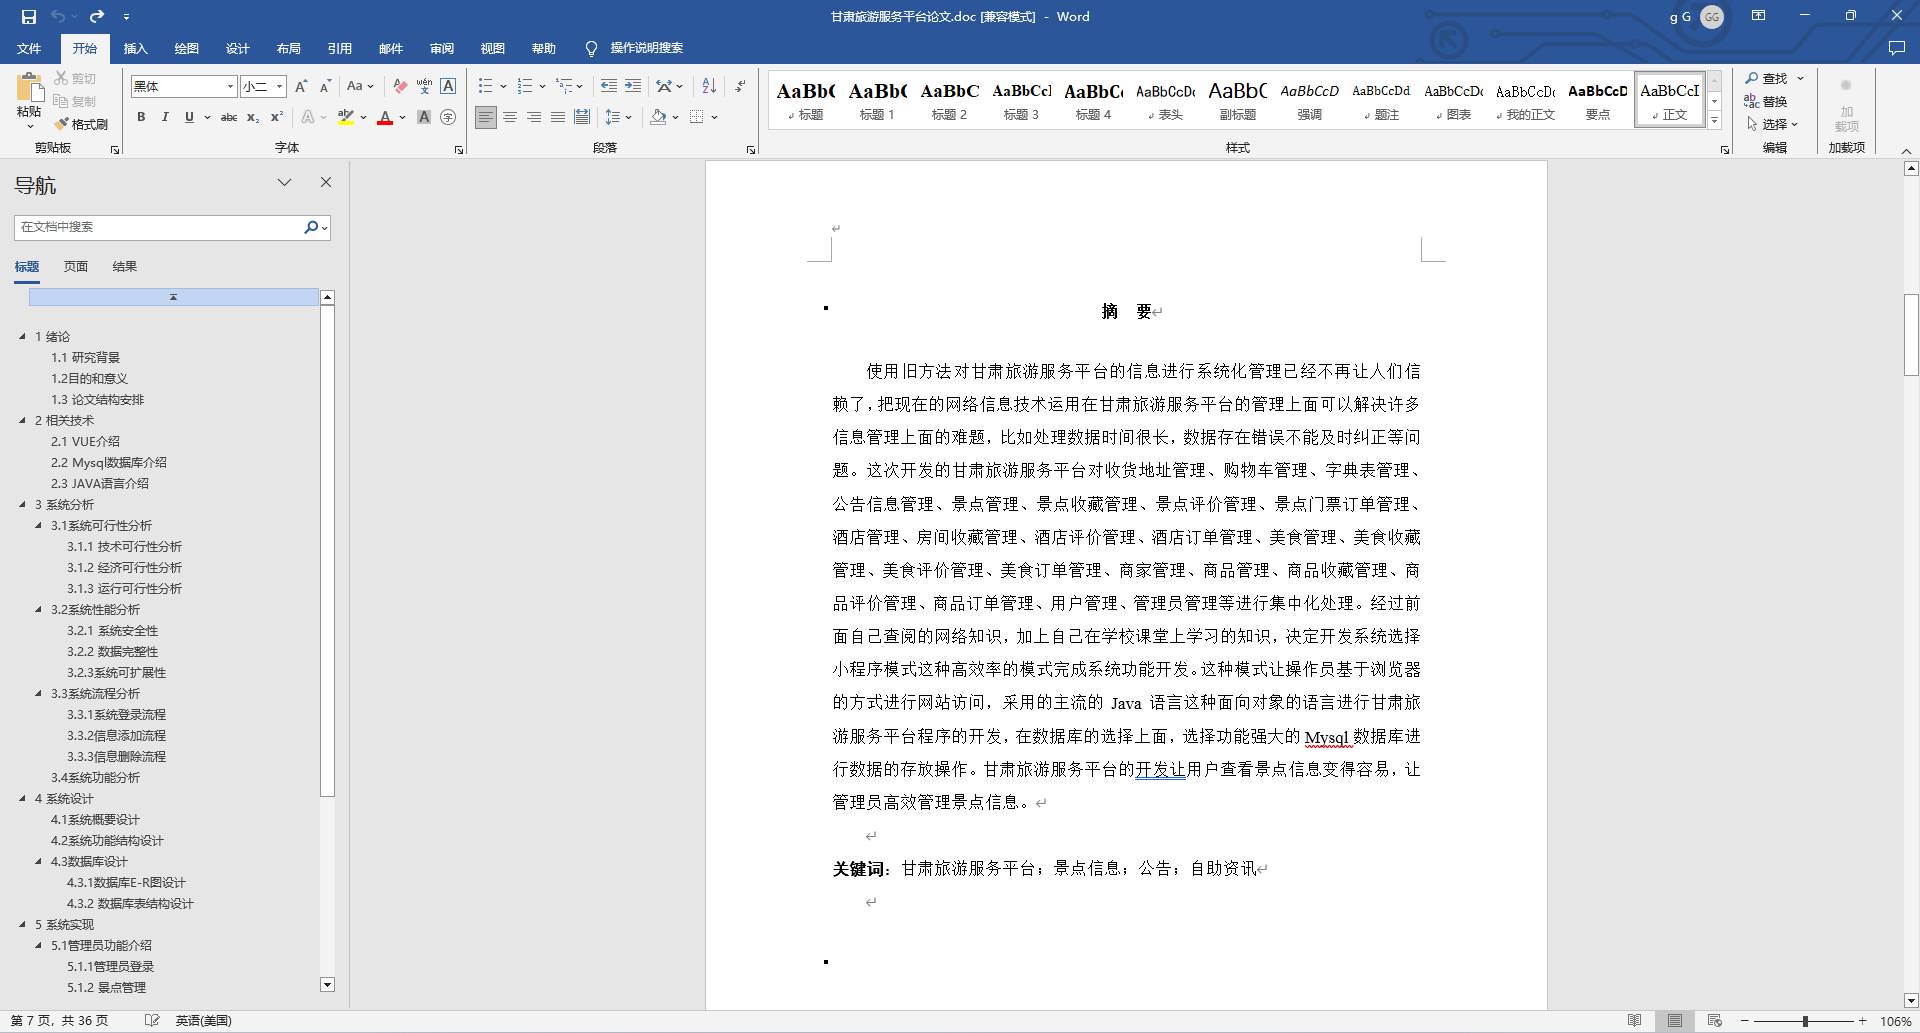 甘肃旅游服务平台论文.doc [兼容模式] - Word
g G GG
文件 开始 插入 绘图 设计 布局 引用 邮件 审阅 视图 帮助 操作说明搜索
粘贴 剪切 复制 格式刷
剪贴板
黑体 小二
字体
段落
AaBbC AaBbC AaBbC AaBbCcI AaBbCc AaBbCcDc AaBbC AaBbCcD AaBbCcDd AaBbCcDc AaBbCcDc AaBbCcD AaBbCcI
标题 标题 1 标题 2 标题 3 标题 4 表头 副标题 强调 题注 图表 我的正文 要点 正文
样式
查找
替换
选择
编辑
加载项
加载项
导航
在文档中搜索
标题 页面 结果
1 绪论
1.1 研究背景
1.2目的和意义
1.3 论文结构安排
2 相关技术
2.1 VUE介绍
2.2 Mysql数据库介绍
2.3 JAVA语言介绍
3 系统分析
3.1系统可行性分析
3.1.1 技术可行性分析
3.1.2 经济可行性分析
3.1.3 运行可行性分析
3.2系统性能分析
3.2.1 系统安全性
3.2.2 数据完整性
3.2.3系统可扩展性
3.3系统流程分析
3.3.1系统登录流程
3.3.2信息添加流程
3.3.3信息删除流程
3.4系统功能分析
4 系统设计
4.1系统概要设计
4.2系统功能结构设计
4.3数据库设计
4.3.1数据库E-R图设计
4.3.2 数据库表结构设计
5 系统实现
5.1管理员功能介绍
5.1.1管理员登录
5.1.2 景点管理
摘 要
使用旧方法对甘肃旅游服务平台的信息进行系统化管理已经不再让人们信
赖了，把现在的网络信息技术运用在甘肃旅游服务平台的管理上面可以解决许多
信息管理上面的难题，比如处理数据时间很长，数据存在错误不能及时纠正等问
题。这次开发的甘肃旅游服务平台对收货地址管理、购物车管理、字典表管理、
公告信息管理、景点管理、景点收藏管理、景点评价管理、景点门票订单管理、
酒店管理、房间收藏管理、酒店评价管理、酒店订单管理、美食管理、美食收藏
管理、美食评价管理、美食订单管理、商家管理、商品管理、商品收藏管理、商
品评价管理、商品订单管理、用户管理、管理员管理等进行集中化处理。经过前
面自己查阅的网络知识，加上自己在学校课堂上学习的知识，决定开发系统选择
小程序模式这种高效率的模式完成系统功能开发。这种模式让操作员基于浏览器
的方式进行网站访问，采用的主流的 Java 语言这种面向对象的语言进行甘肃旅
游服务平台程序的开发，在数据库的选择上面，选择功能强大的 Mysql 数据库进
行数据的存放操作。甘肃旅游服务平台的开发让用户查看景点信息变得容易，让
管理员高效管理景点信息。
关键词：甘肃旅游服务平台；景点信息；公告；自助资讯
第 7 页，共 36 页 英语(美国) 106%